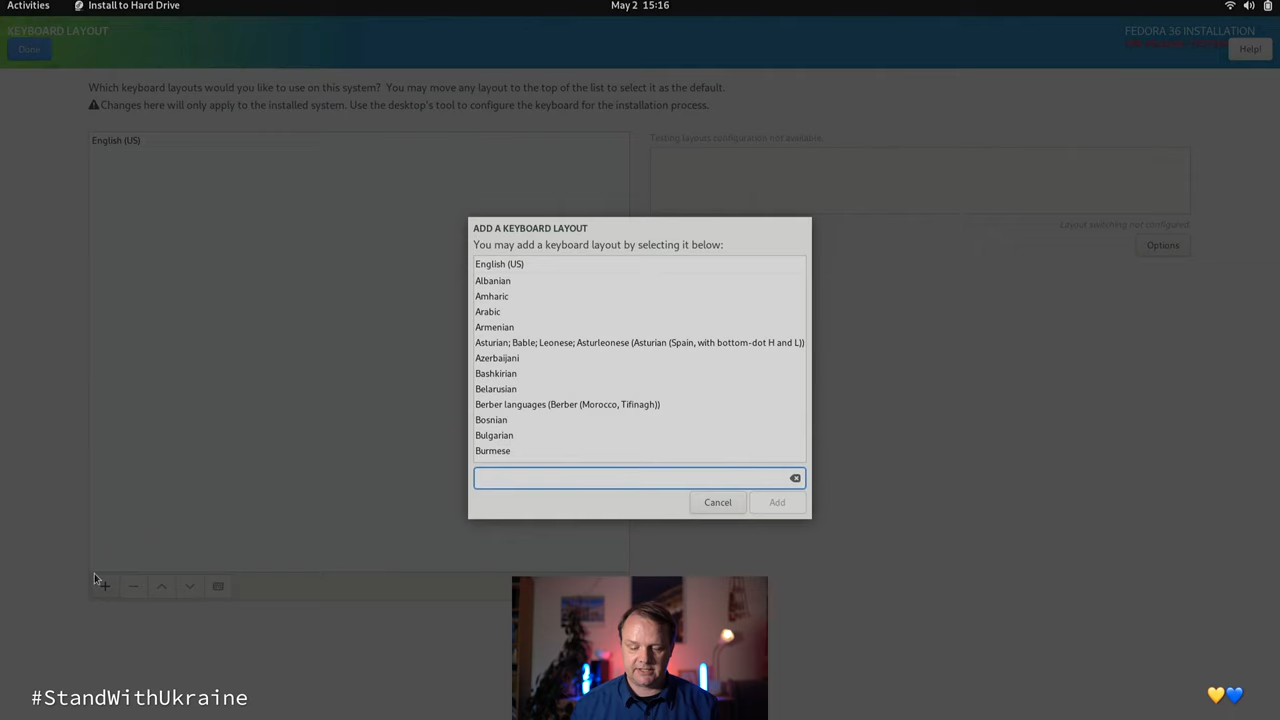 Activities
Install to Hard Drive
May 2 15:16
KEYBOARD LAYOUT
Done
FEDORA 36 INSTALLATION
Help!
Which keyboard layouts would you like to use on this system? You may move any layout to the top of the list to select it as the default.
Changes here will only apply to the installed system. Use the desktop's tool to configure the keyboard for the installation process.
English (US)
Testing layouts configuration not available.
Layout switching not configured.
Options
ADD A KEYBOARD LAYOUT
You may add a keyboard layout by selecting it below:
English (US)
Albanian
Amharic
Arabic
Armenian
Asturian; Bable; Leonese; Asturleonese (Asturian (Spain, with bottom-dot H and L))
Azerbaijani
Bashkirian
Belarusian
Berber languages (Berber (Morocco, Tifinagh))
Bosnian
Bulgarian
Burmese
Cancel
Add
#StandWithUkraine